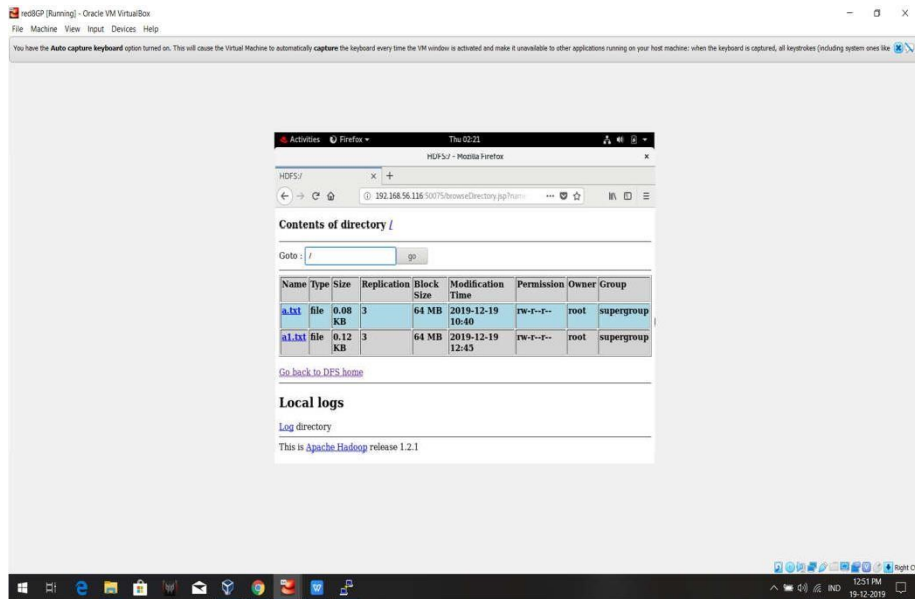 red8GP [Running] - Oracle VM VirtualBox
File Machine View Input Devices Help
You have the Auto capture keyboard option turned on. This will cause the Virtual Machine to automatically capture the keyboard every time the VM window is activated and make it unavailable to other applications running on your host machine: when the keyboard is captured, all keystrokes (including system ones like
Activities Firefox Thu 02:21
HDFS:/ - Mozilla Firefox
HDFS:/
192.168.56.116:50075/browseDirectory.jsp?nam
Contents of directory /
Goto : / go
Name Type Size Replication Block Size Modification Time Permission Owner Group
a.txt file 0.08 KB 3 64 MB 2019-12-19 10:40 rw-r--r-- root supergroup
a1.txt file 0.12 KB 3 64 MB 2019-12-19 12:45 rw-r--r-- root supergroup
Go back to DFS home
Local logs
Log directory
This is Apache Hadoop release 1.2.1
Right C
IND 12:51 PM
19-12-2019